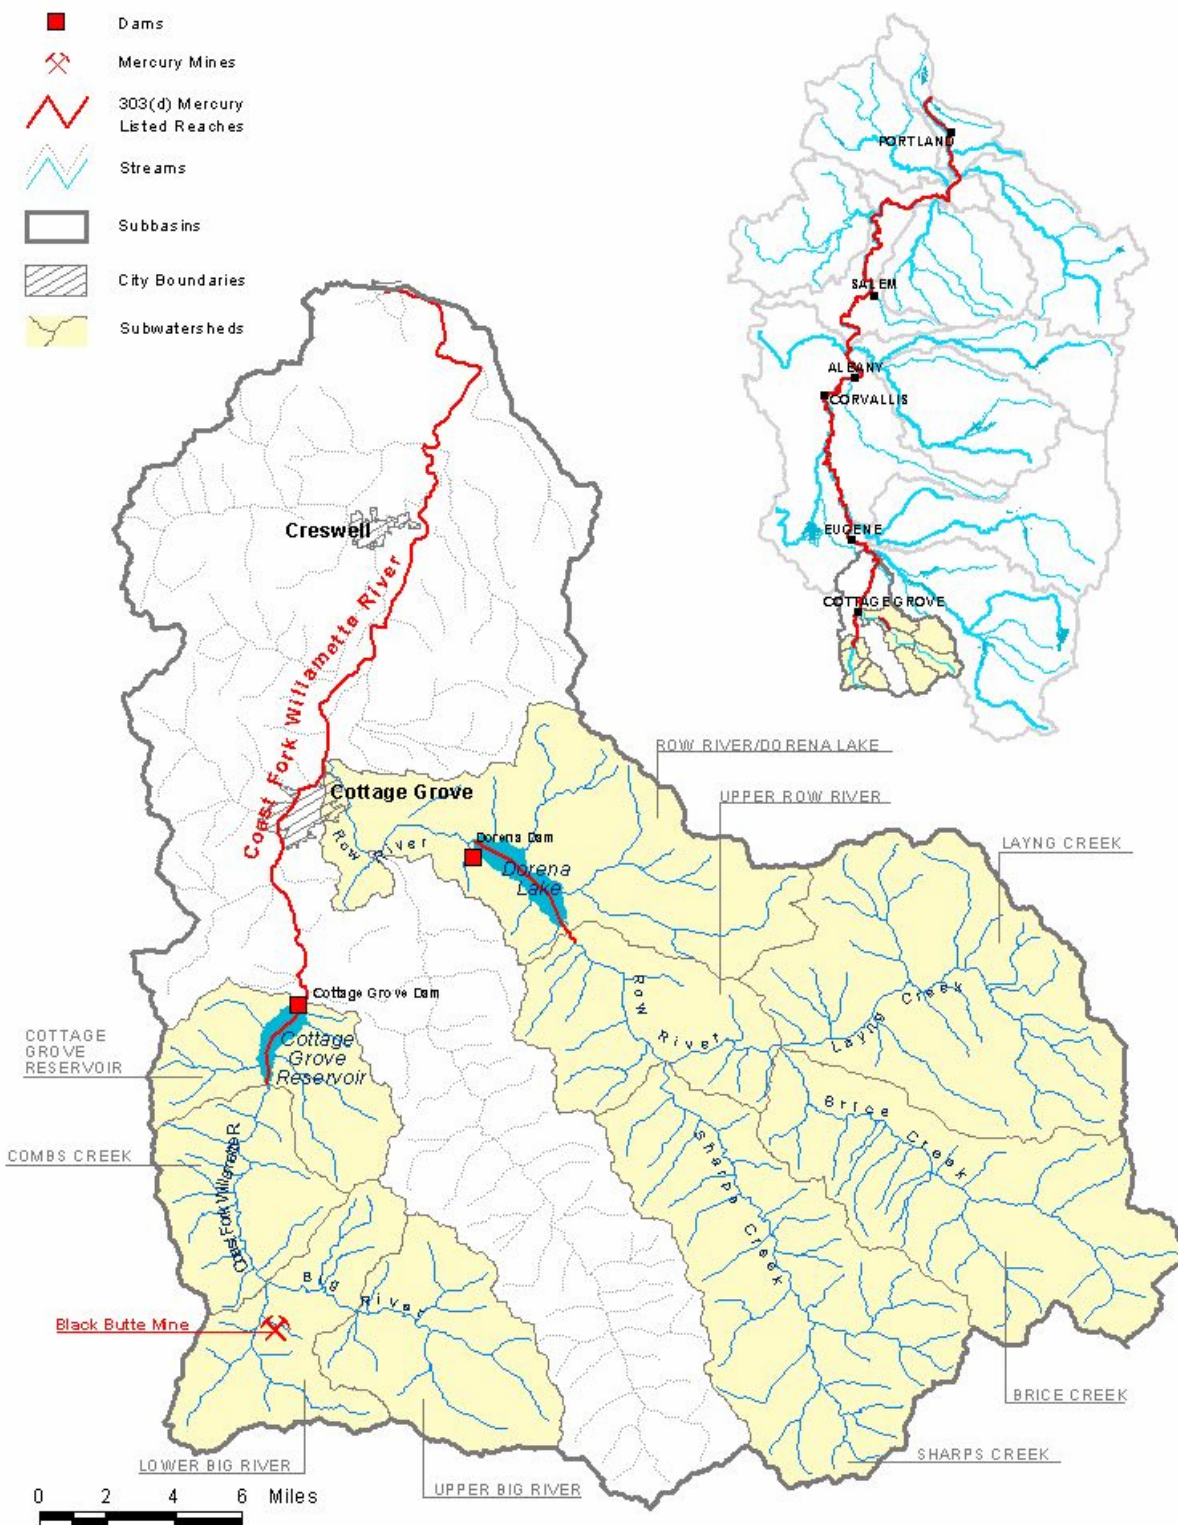 Dams
Mercury Mines
303(d) Mercury
Listed Reaches
Streams
Subbasins
City Boundaries
Subwatersheds
PORTLAND
SALEM
ALBANY
CORVALLIS
EUGENE
COTTAGE GROVE
Creswell
Coast Fork Willamette River
Cottage Grove
Row River
Dorena Dam
Dorena
Lake
ROW RIVER/DORENA LAKE
UPPER ROW RIVER
LAYNG CREEK
Row River
Layng Creek
Brice Creek
Sharps Creek
Cottage Grove Dam
Cottage
Grove
Reservoir
COTTAGE
GROVE
RESERVOIR
COMBS CREEK
Coast Fork Willamette R
Big River
Black Butte Mine
BRICE CREEK
SHARPS CREEK
LOWER BIG RIVER
UPPER BIG RIVER
0 2 4 6 Miles